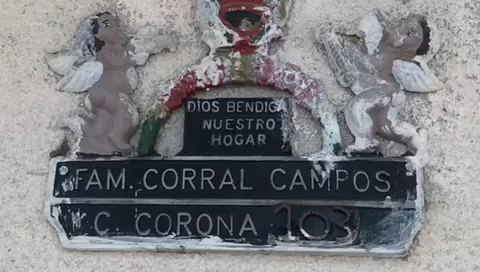 DIOS BENDIGA
NUESTRO
HOGAR
FAM. CORRAL CAMPOS
C. CORONA 103